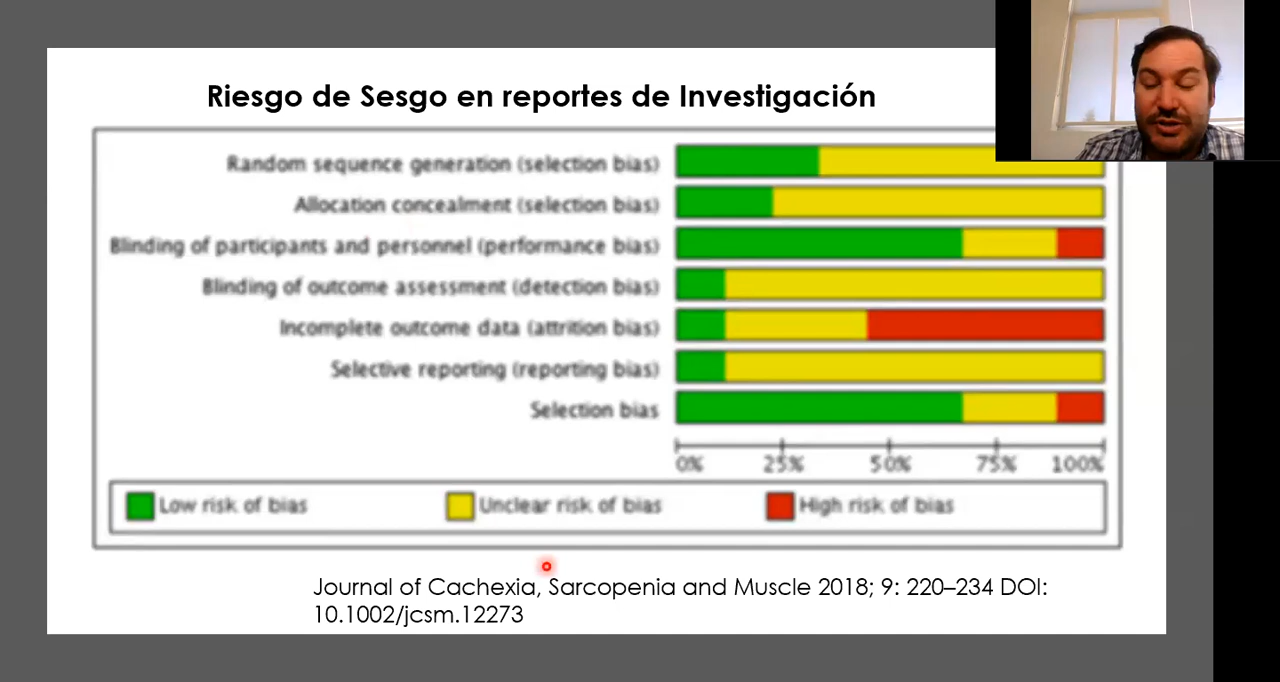 Riesgo de Sesgo en reportes de Investigación
Random sequence generation (selection bias)
Allocation concealment (selection bias)
Blinding of participants and personnel (performance bias)
Blinding of outcome assessment (detection bias)
Incomplete outcome data (attrition bias)
Selective reporting (reporting bias)
Selection bias
0% 25% 50% 75% 100%
Low risk of bias Unclear risk of bias High risk of bias
Journal of Cachexia, Sarcopenia and Muscle 2018; 9: 220–234 DOI:
10.1002/jcsm.12273